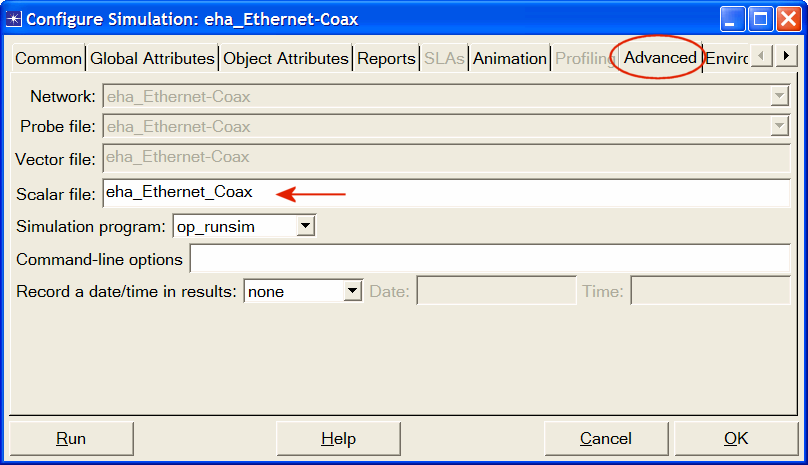 Configure Simulation: eha_Ethernet-Coax
Common Global Attributes Object Attributes Reports SLAs Animation Profiling Advanced Enviro
Network: eha_Ethernet-Coax
Probe file: eha_Ethernet-Coax
Vector file: eha_Ethernet-Coax
Scalar file: eha_Ethernet_Coax
Simulation program: op_runsim
Command-line options
Record a date/time in results: none Date: Time:
Run Help Cancel OK